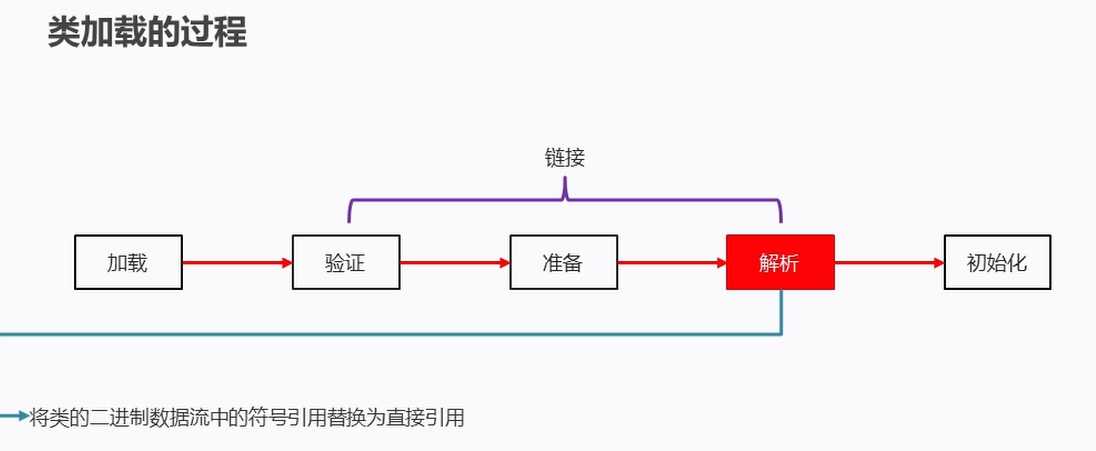 类加载的过程
链接
加载
验证
准备
解析
初始化
将类的二进制数据流中的符号引用替换为直接引用